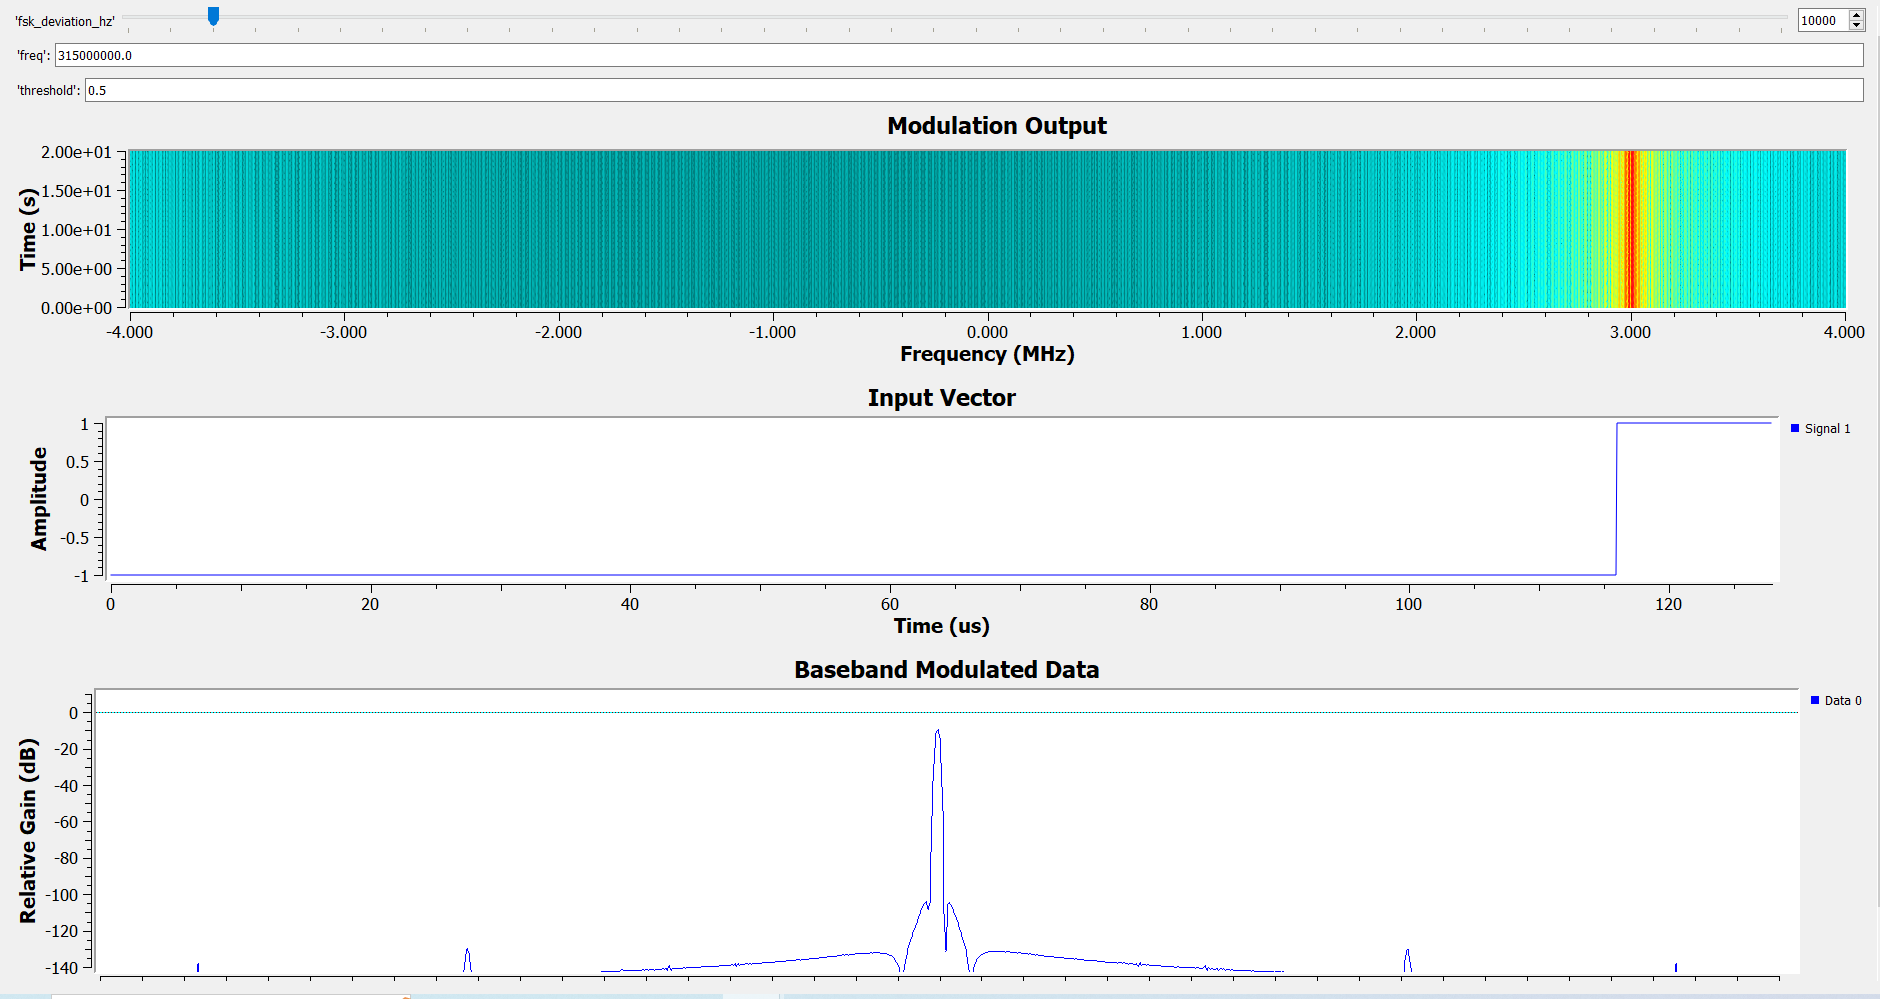 'fsk_deviation_hz' 10000
'freq': 315000000.0
'threshold': 0.5
Modulation Output
Time (s)
2.00e+01
1.50e+01
1.00e+01
5.00e+00
0.00e+00
-4.000 -3.000 -2.000 -1.000 0.000 1.000 2.000 3.000 4.000
Frequency (MHz)
Input Vector
Amplitude
1
0.5
0
-0.5
-1
Signal 1
0 20 40 60 80 100 120
Time (us)
Baseband Modulated Data
Relative Gain (dB)
0
-20
-40
-60
-80
-100
-120
-140
Data 0